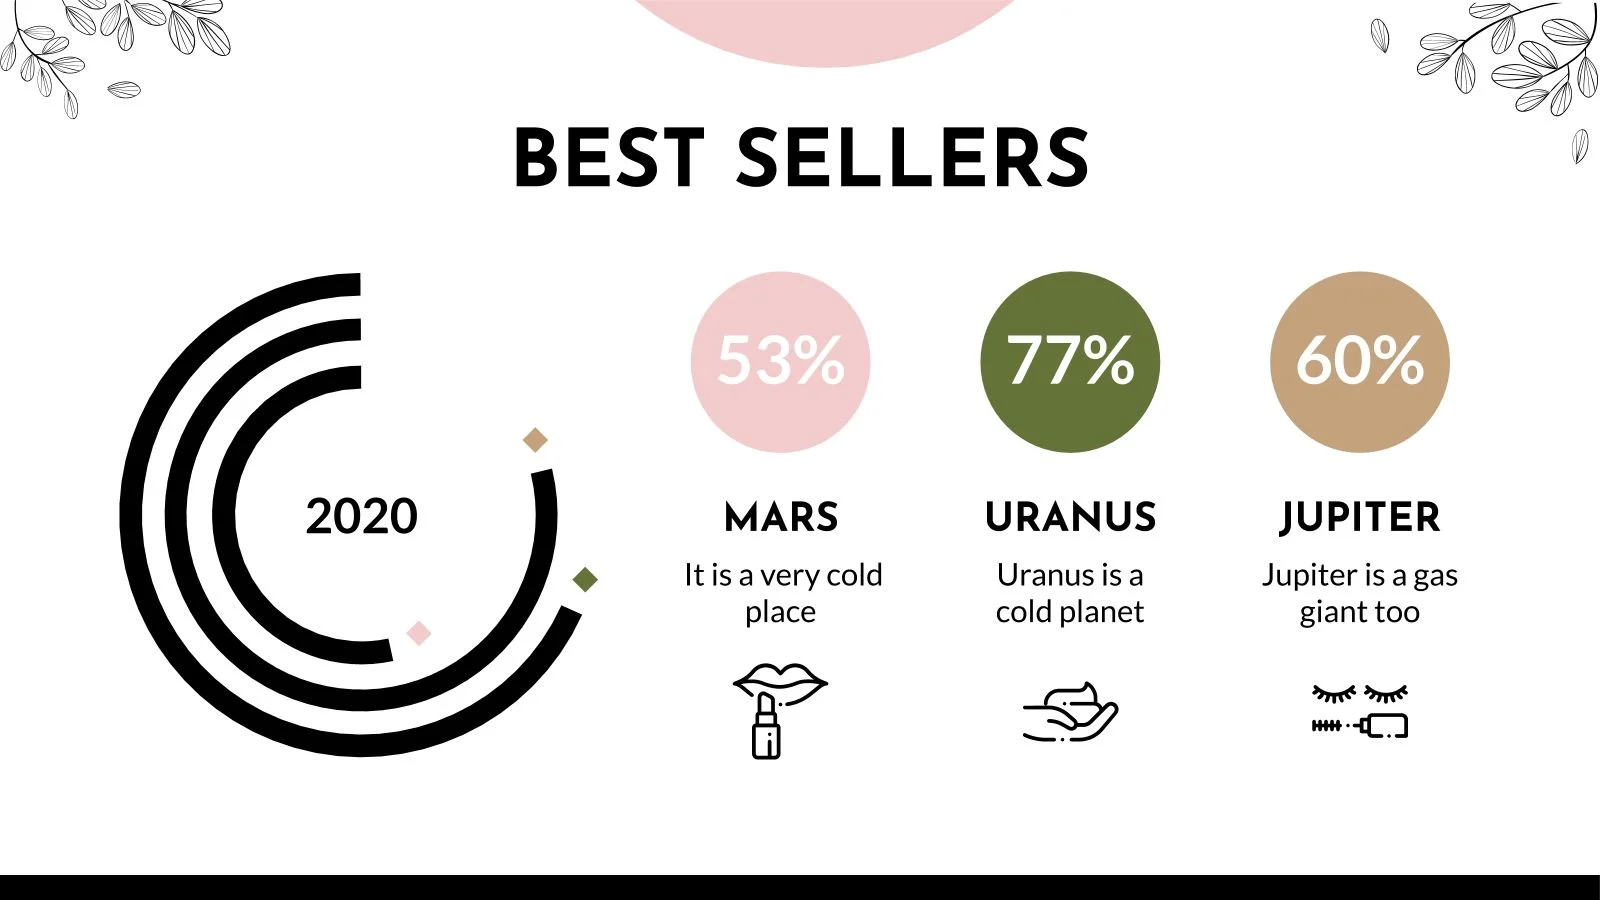 BEST SELLERS
2020
53%
77%
60%
MARS
It is a very cold
place
URANUS
Uranus is a
cold planet
JUPITER
Jupiter is a gas
giant too